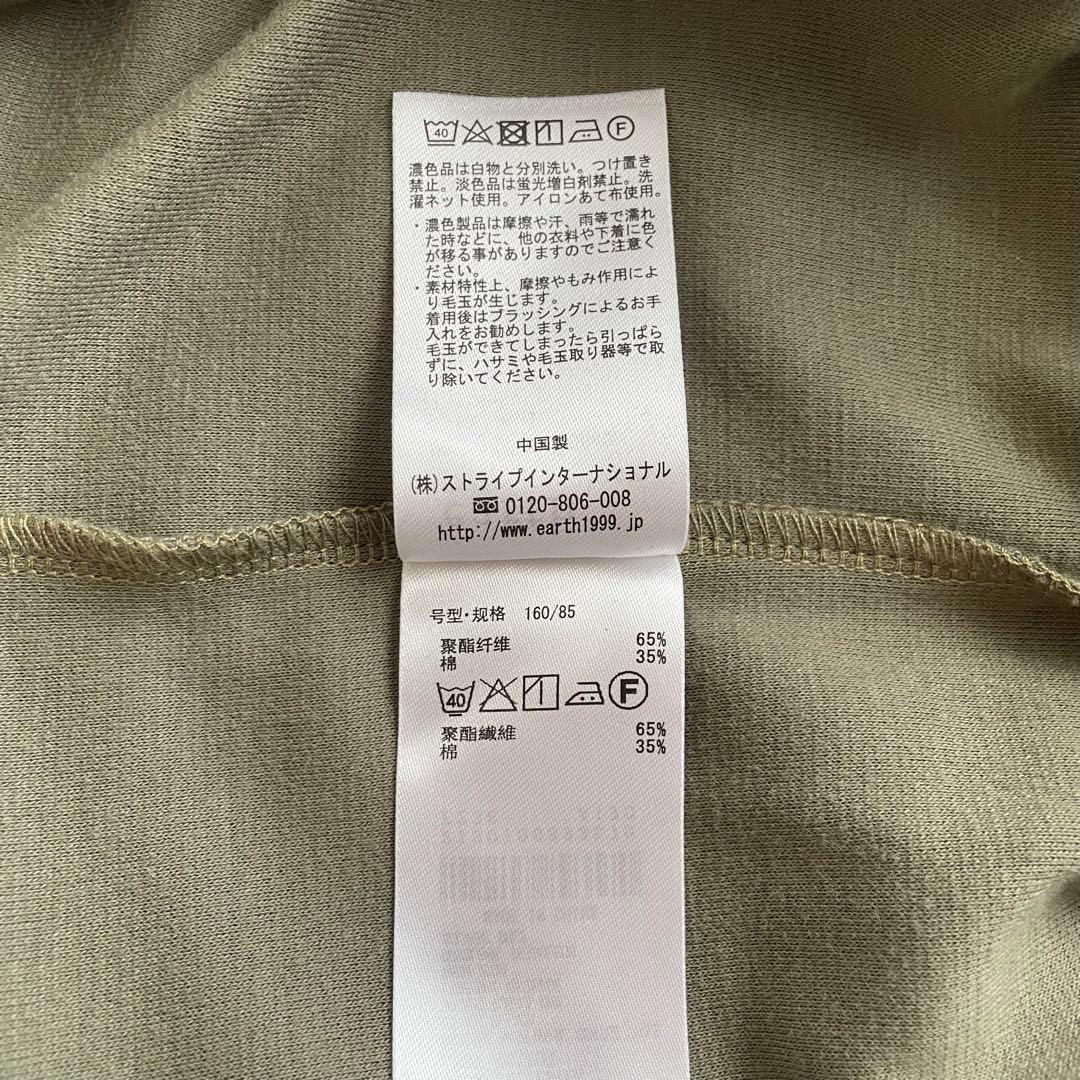 40 F
濃色品は白物と分別洗い。つけ置き
禁止。淡色品は蛍光増白剤禁止。洗
濯ネット使用。アイロンあて布使用。
・濃色製品は摩擦や汗、雨等で濡れ
た時などに、他の衣料や下着に色
が移る事がありますのでご注意く
ださい。
・素材特性上、摩擦やもみ作用によ
り毛玉が生じます。
着用後はブラッシングによるお手
入れをお勧めします。
毛玉ができてしまったら引っぱら
ずに、ハサミや毛玉取り器等で取
り除いてください。
中国製
(株)ストライプインターナショナル
0120-806-008
http://www.earth1999.jp
号型·规格 160/85
聚酯纤维 65%
棉 35%
40 F
聚酯纖維 65%
棉 35%